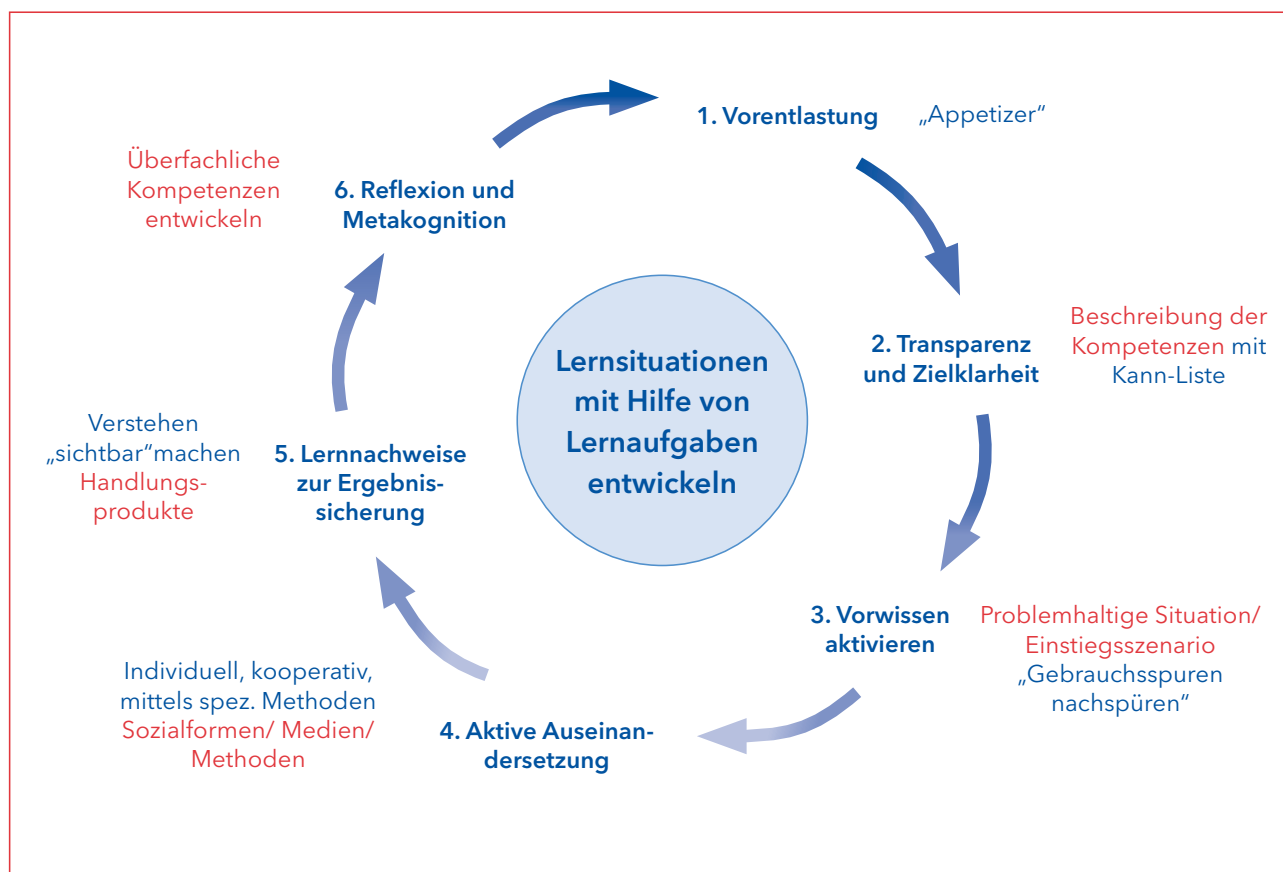 1. Vorentlastung
„Appetizer“
2. Transparenz
und Zielklarheit
Beschreibung der
Kompetenzen mit
Kann-Liste
3. Vorwissen
aktivieren
Problemhaltige Situation/
Einstiegsszenario
„Gebrauchsspuren
nachspüren“
4. Aktive Auseinan-
dersetzung
Individuell, kooperativ,
mittels spez. Methoden
Sozialformen/ Medien/
Methoden
5. Lernnachweise
zur Ergebnis-
sicherung
Verstehen
„sichtbar“machen
Handlungs-
produkte
6. Reflexion und
Metakognition
Überfachliche
Kompetenzen
entwickeln
Lernsituationen
mit Hilfe von
Lernaufgaben
entwickeln